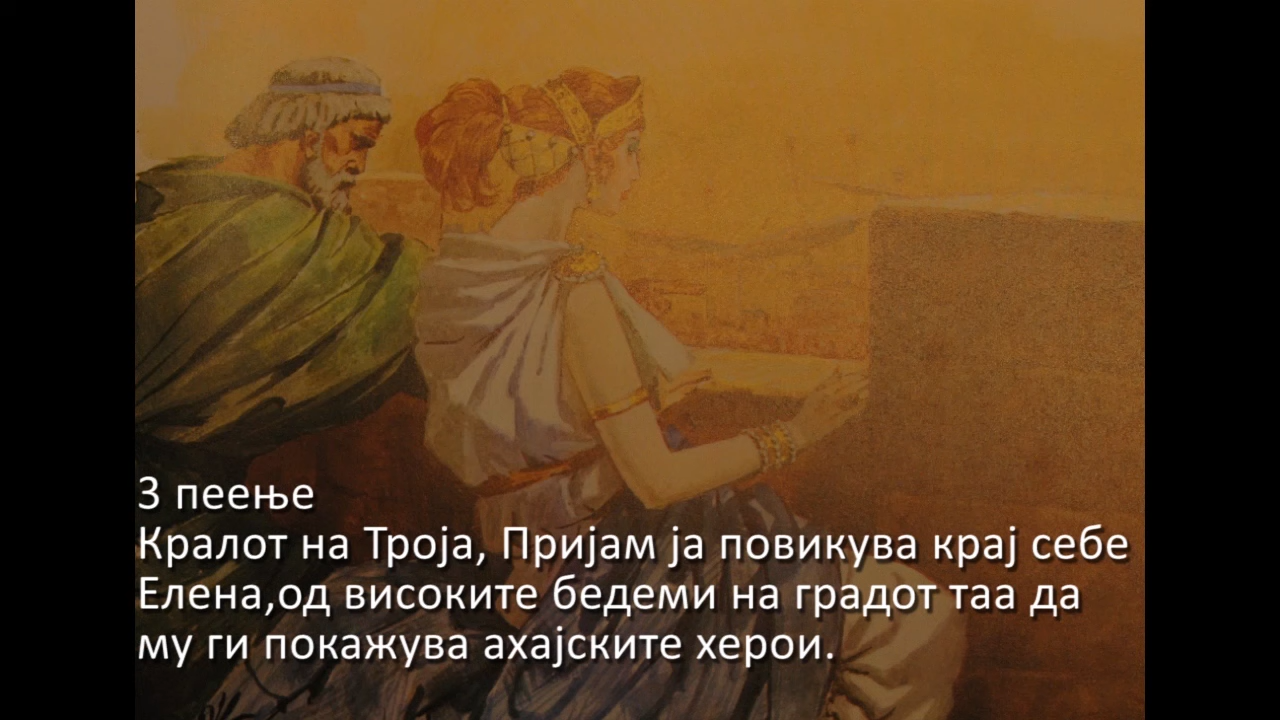 3 пеење
Кралот на Троја, Пријам ја повикува крај себе
Елена,од високите бедеми на градот таа да
му ги покажува ахајските херои.